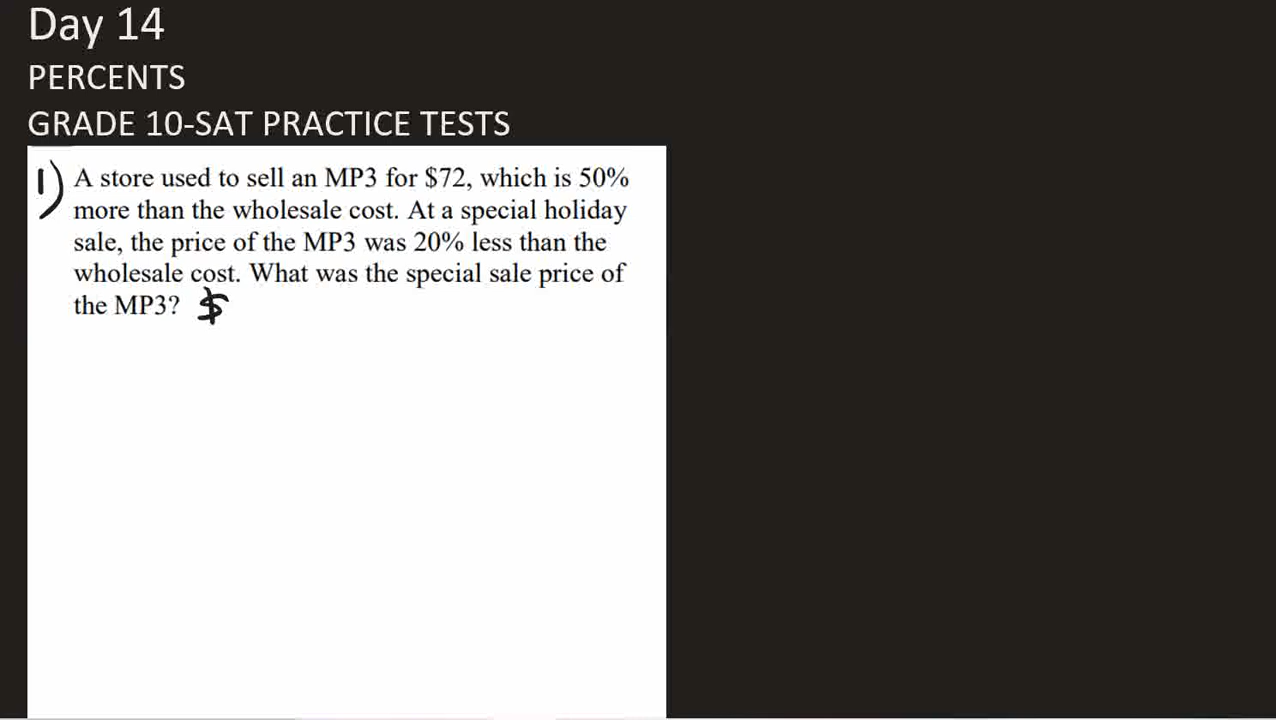 Day 14
PERCENTS
GRADE 10-SAT PRACTICE TESTS
1) A store used to sell an MP3 for $72, which is 50%
more than the wholesale cost. At a special holiday
sale, the price of the MP3 was 20% less than the
wholesale cost. What was the special sale price of
the MP3? $